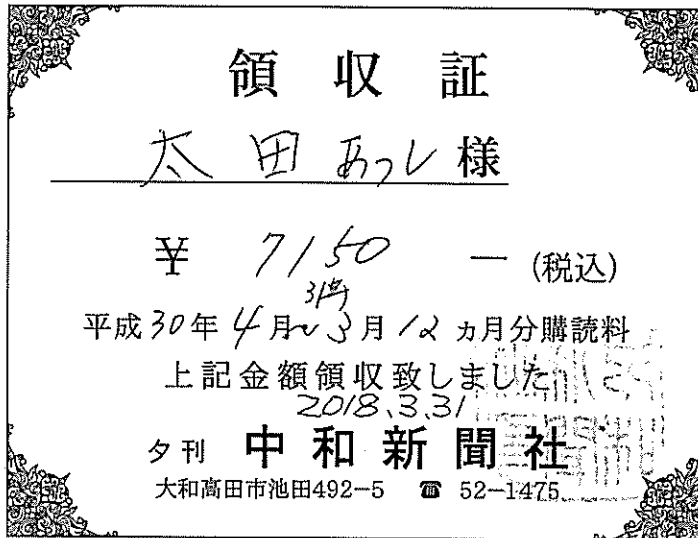 領収証
太田あつし様
¥ 7150 ー (税込)
31年
平成30年4月~3月12ヵ月分購読料
上記金額領収致しました
2018.3.31
夕刊 中和新聞社
大和高田市池田492-5 ☎ 52-1475